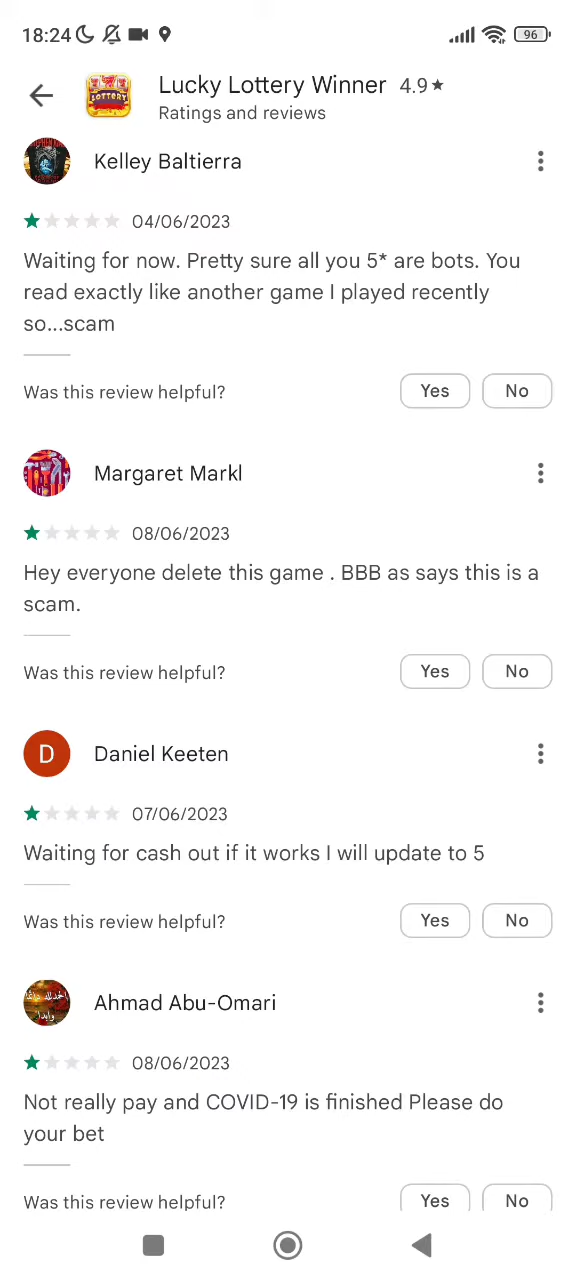 18:24
96
Lucky Lottery Winner 4.9★
Ratings and reviews
LOTTERY
Kelley Baltierra
04/06/2023
Waiting for now. Pretty sure all you 5* are bots. You
read exactly like another game I played recently
so...scam
Was this review helpful?
Yes
No
Margaret Markl
08/06/2023
Hey everyone delete this game . BBB as says this is a
scam.
Was this review helpful?
Yes
No
D
Daniel Keeten
07/06/2023
Waiting for cash out if it works I will update to 5
Was this review helpful?
Yes
No
Ahmad Abu-Omari
08/06/2023
Not really pay and COVID-19 is finished Please do
your bet
Was this review helpful?
Yes
No